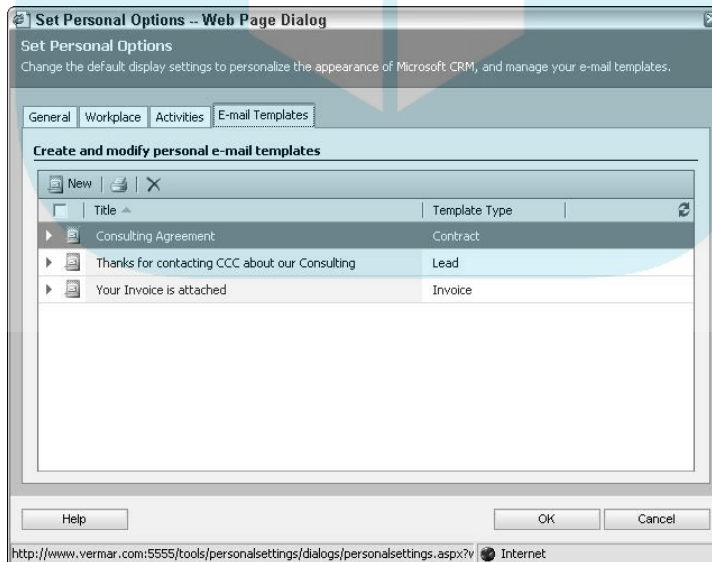 Set Personal Options -- Web Page Dialog
Set Personal Options
Change the default display settings to personalize the appearance of Microsoft CRM, and manage your e-mail templates.
General Workplace Activities E-mail Templates
Create and modify personal e-mail templates
New
Title Template Type
Consulting Agreement Contract
Thanks for contacting CCC about our Consulting Lead
Your Invoice is attached Invoice
Help OK Cancel
http://www.vermar.com:5555/tools/personalsettings/dialogs/personalsettings.aspx?v Internet